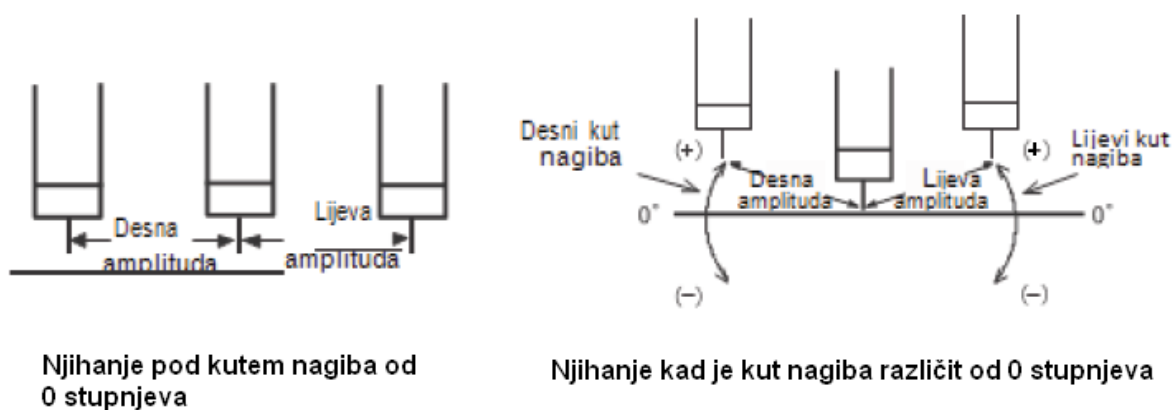 Desna
amplituda
Lijeva
amplituda
Njihanje pod kutem nagiba od
0 stupnjeva
Desni kut
nagiba
(+)
Desna
amplituda
Lijeva
amplituda
(+)
Lijevi kut
nagiba
0°
0°
(−)
(−)
Njihanje kad je kut nagiba različit od 0 stupnjeva